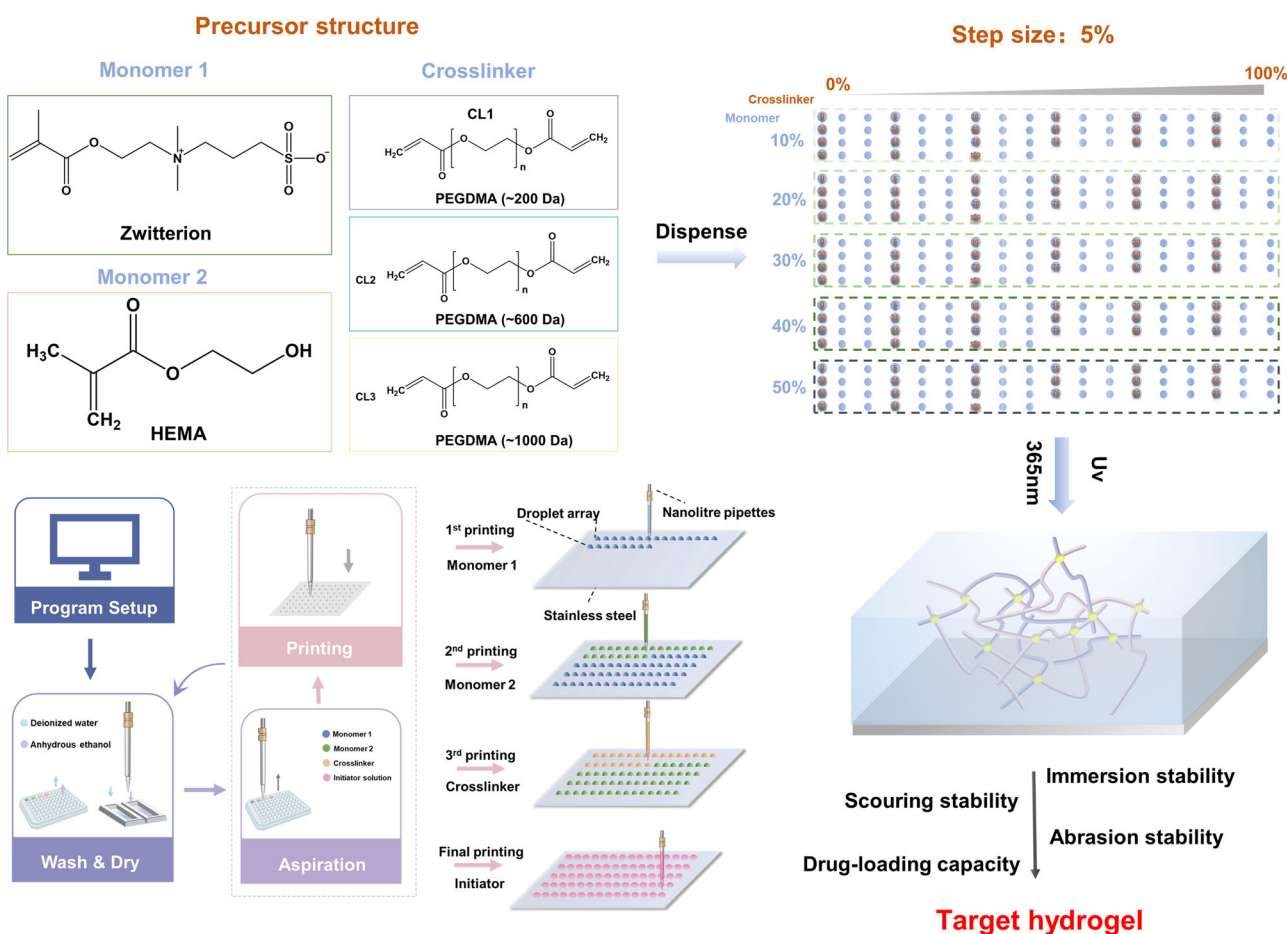 Precursor structure
Monomer 1
O
O
N+
O
S
O-
O
Zwitterion
Monomer 2
O
H3C
O
OH
CH2
HEMA
Crosslinker
CL1
H2C
O
O
n
O
O
CH2
PEGDMA (~200 Da)
CL2
H2C
O
O
n
O
O
CH2
PEGDMA (~600 Da)
CL3
H2C
O
O
n
O
O
CH2
PEGDMA (~1000 Da)
Dispense
Step size: 5%
0%
100%
Crosslinker
Monomer
10%
20%
30%
40%
50%
Uv
365nm
Program Setup
Deionized water
Anhydrous ethanol
Wash & Dry
Printing
Monomer 1
Monomer 2
Crosslinker
Initiator solution
Aspiration
1st printing
Monomer 1
Droplet array
Nanolitre pipettes
Stainless steel
2nd printing
Monomer 2
3rd printing
Crosslinker
Final printing
Initiator
Immersion stability
Scouring stability
Abrasion stability
Drug-loading capacity
Target hydrogel